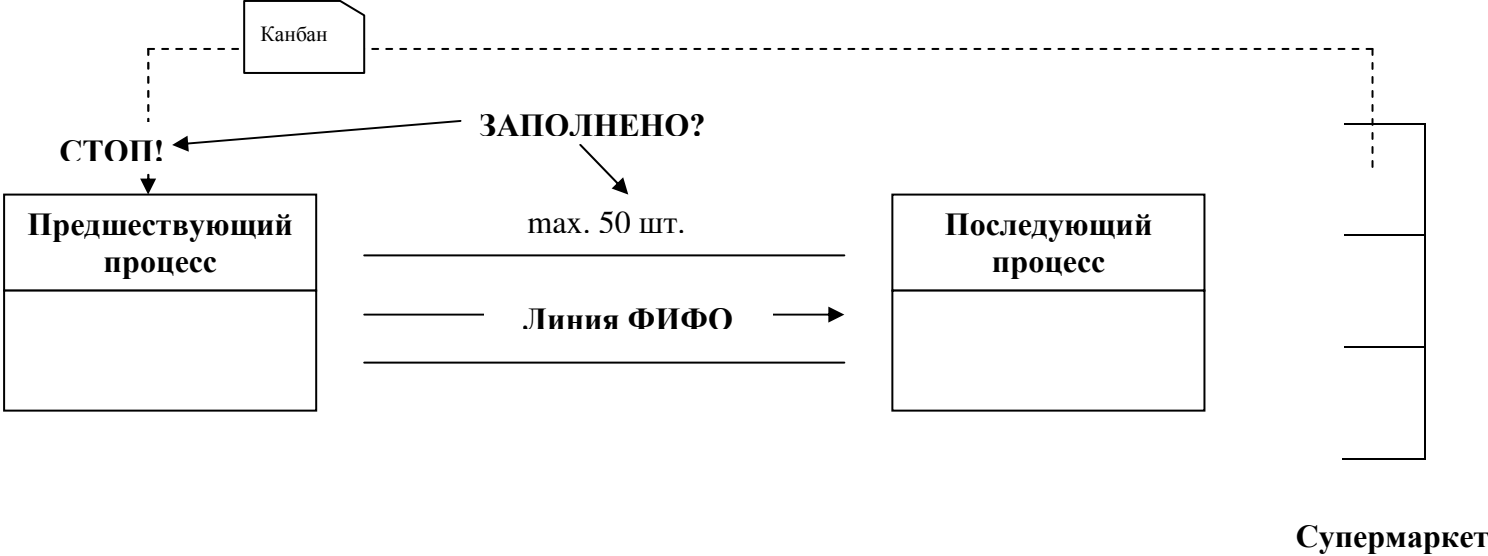 Канбан
ЗАПОЛНЕНО?
СТОП!
Предшествующий
процесс
max. 50 шт.
Линия ФИФО
Последующий
процесс
Супермаркет